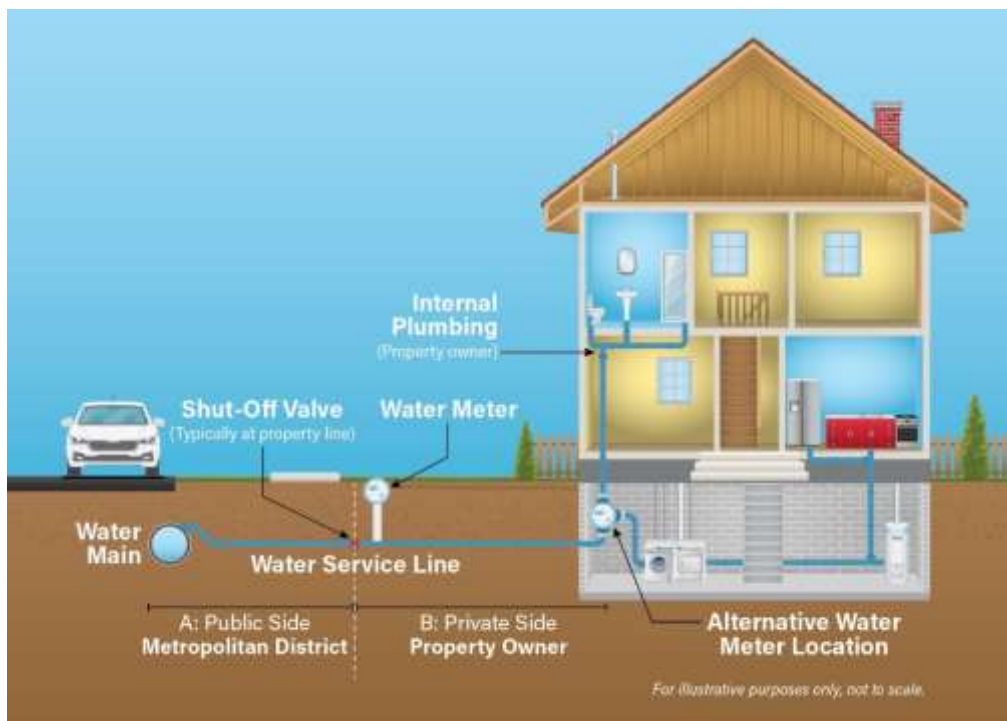 Internal
Plumbing
(Property owner)
Shut-Off Valve
(Typically at property line)
Water Meter
Water
Main
Water Service Line
A: Public Side
Metropolitan District
B: Private Side
Property Owner
Alternative Water
Meter Location
For illustrative purposes only, not to scale.